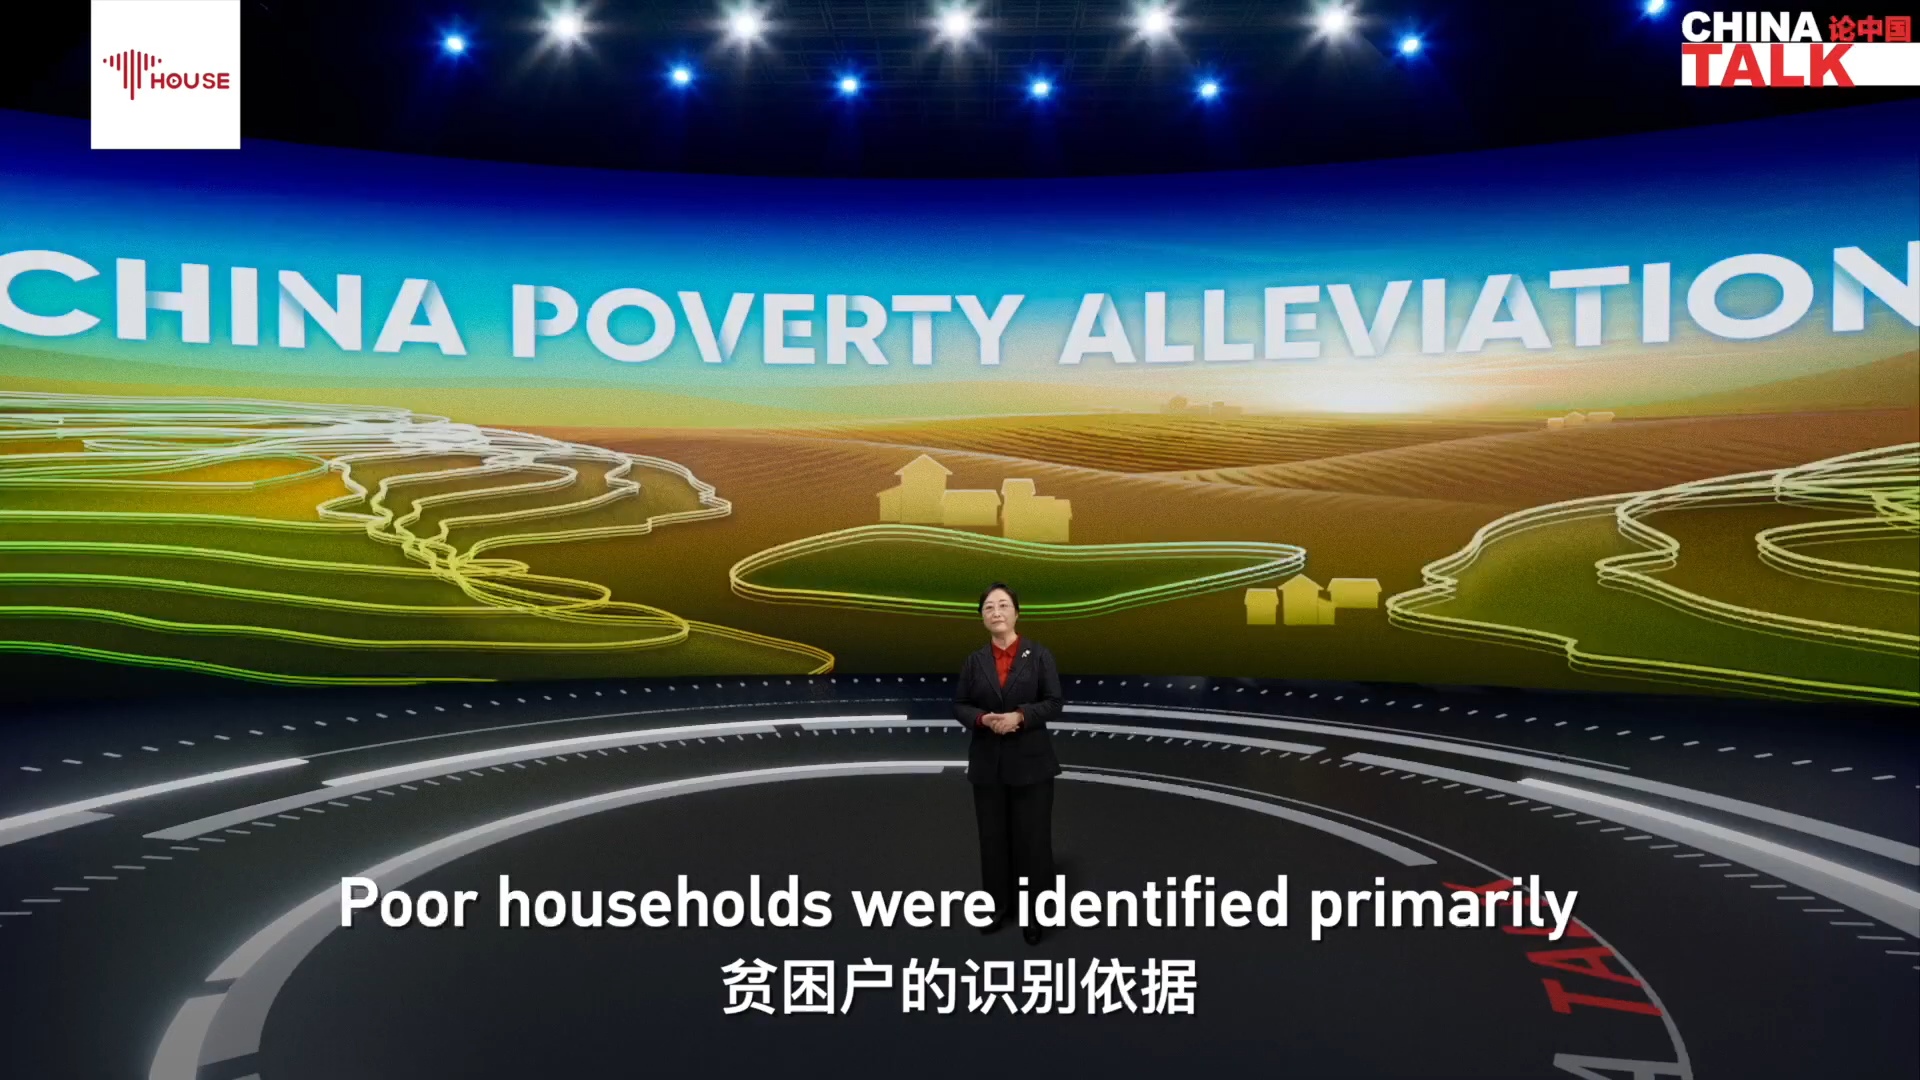 HOUSE
CHINA 论中国
TALK
CHINA POVERTY ALLEVIATION
Poor households were identified primarily
贫困户的识别依据
A TALK